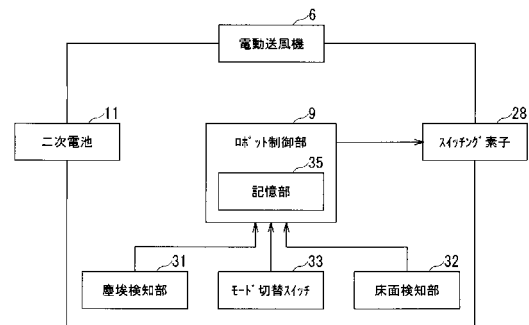 6
電動送風機
11
二次電池
9
ロボット制御部
35
記憶部
28
スイッチング素子
31
塵埃検知部
33
モード切替スイッチ
32
床面検知部